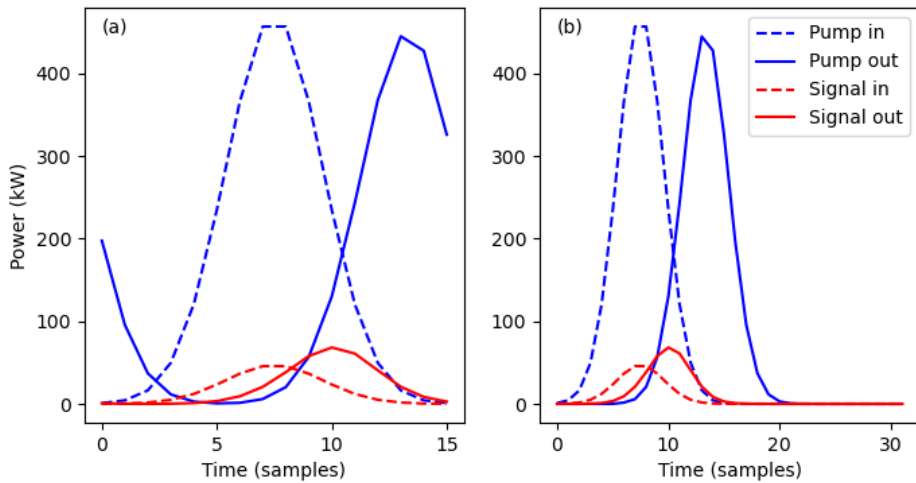 (a)
Power (kW)
400
300
200
100
0
0
5
10
15
Time (samples)
(b)
Pump in
Pump out
Signal in
Signal out
400
300
200
100
0
0
10
20
30
Time (samples)